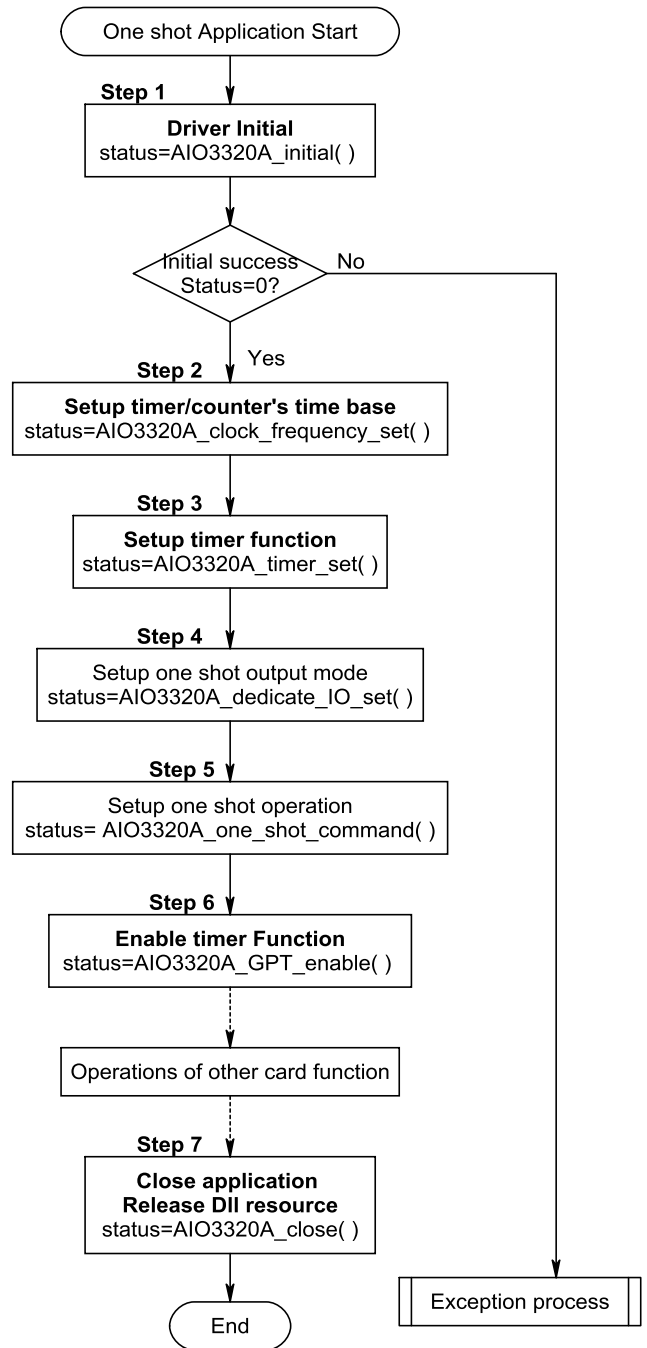 One shot Application Start
Step 1
Driver Initial
status=AIO3320A_initial( )
Initial success
Status=0?
No
Yes
Step 2
Setup timer/counter's time base
status=AIO3320A_clock_frequency_set( )
Step 3
Setup timer function
status=AIO3320A_timer_set( )
Step 4
Setup one shot output mode
status=AIO3320A_dedicate_IO_set( )
Step 5
Setup one shot operation
status= AIO3320A_one_shot_command( )
Step 6
Enable timer Function
status=AIO3320A_GPT_enable( )
Operations of other card function
Step 7
Close application
Release Dll resource
status=AIO3320A_close( )
Exception process
End